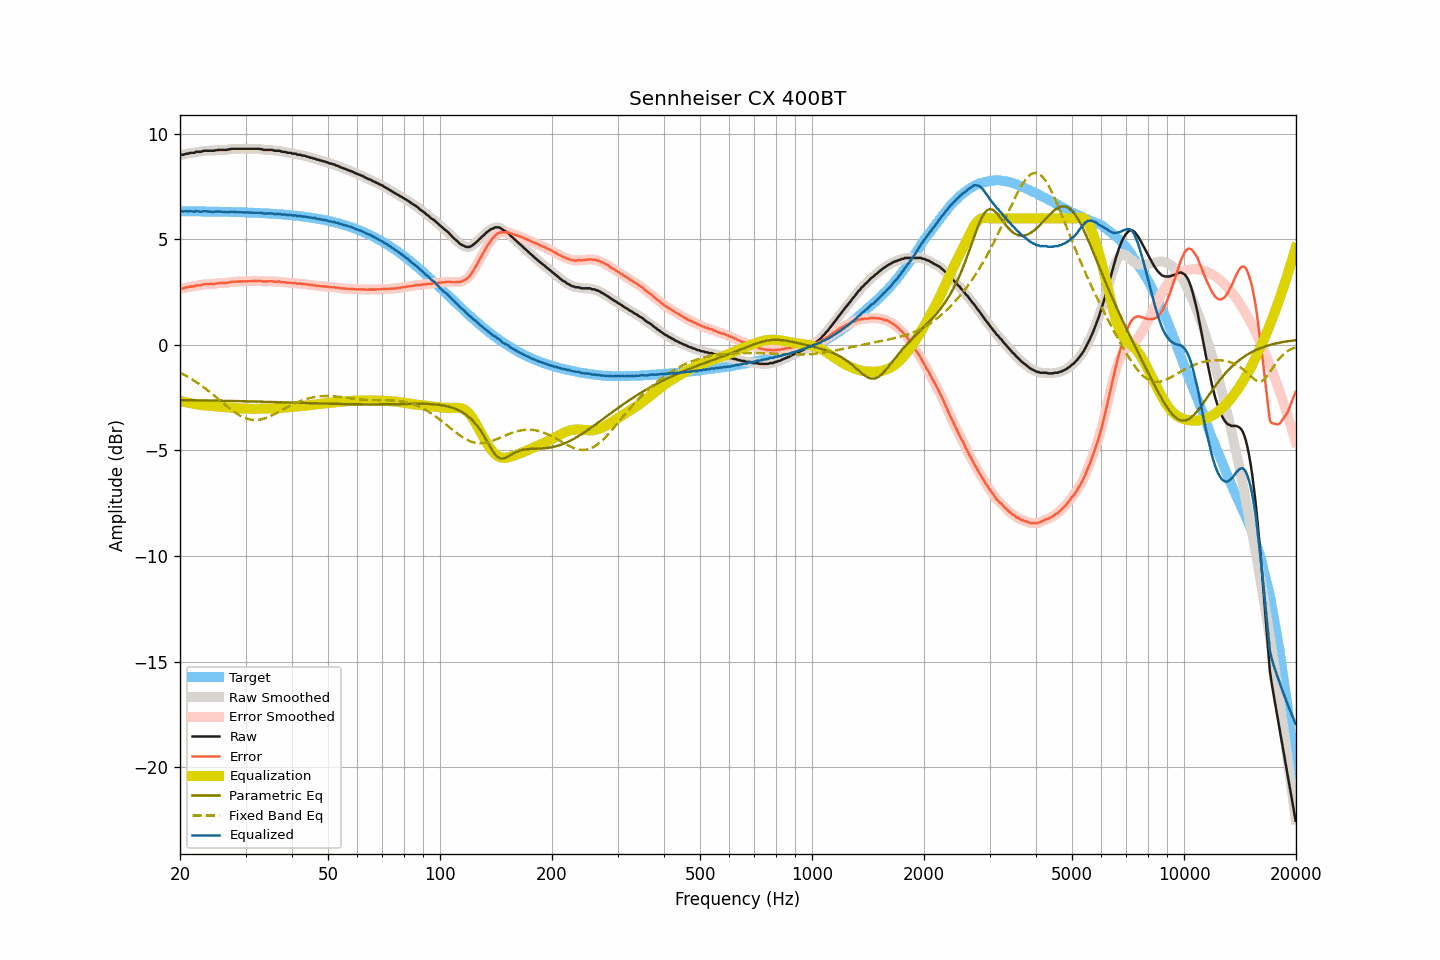 Sennheiser CX 400BT
10
5
0
−5
−10
−15
−20
Amplitude (dBr)
Target
Raw Smoothed
Error Smoothed
Raw
Error
Equalization
Parametric Eq
Fixed Band Eq
Equalized
20 50 100 200 500 1000 2000 5000 10000 20000
Frequency (Hz)